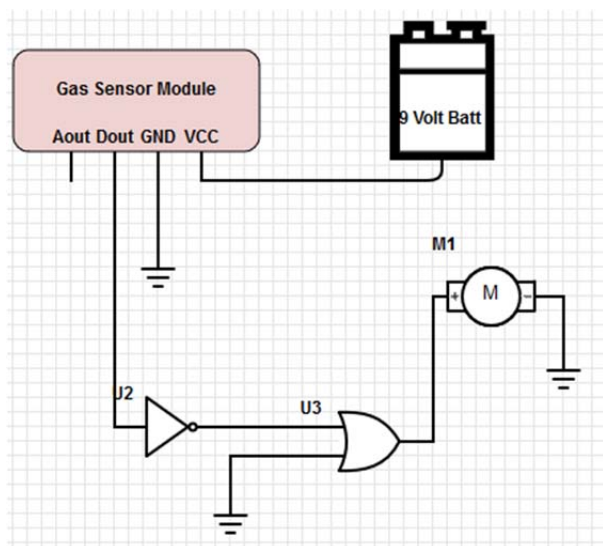 Gas Sensor Module
Aout Dout GND VCC
9 Volt Batt
M1
+ M -
U2
U3